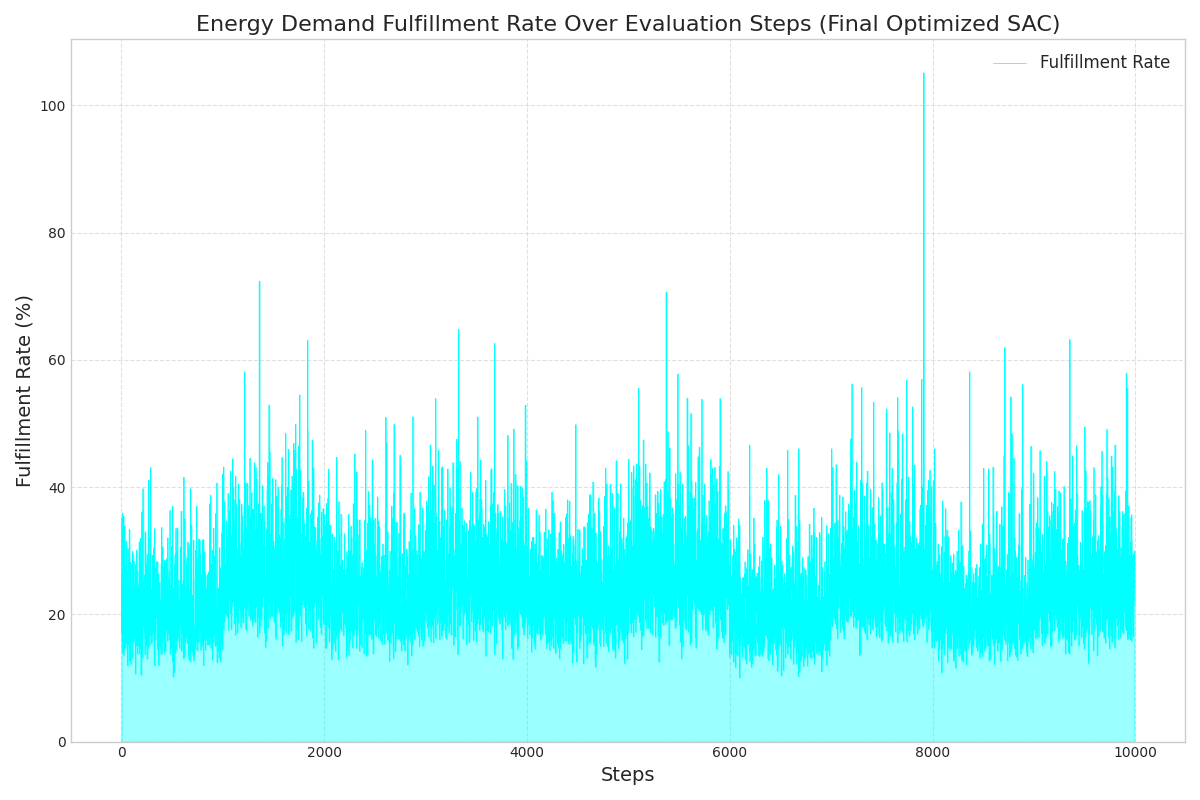 Energy Demand Fulfillment Rate Over Evaluation Steps (Final Optimized SAC)
Fulfillment Rate
100
80
60
40
20
0
Fulfillment Rate (%)
0 2000 4000 6000 8000 10000
Steps